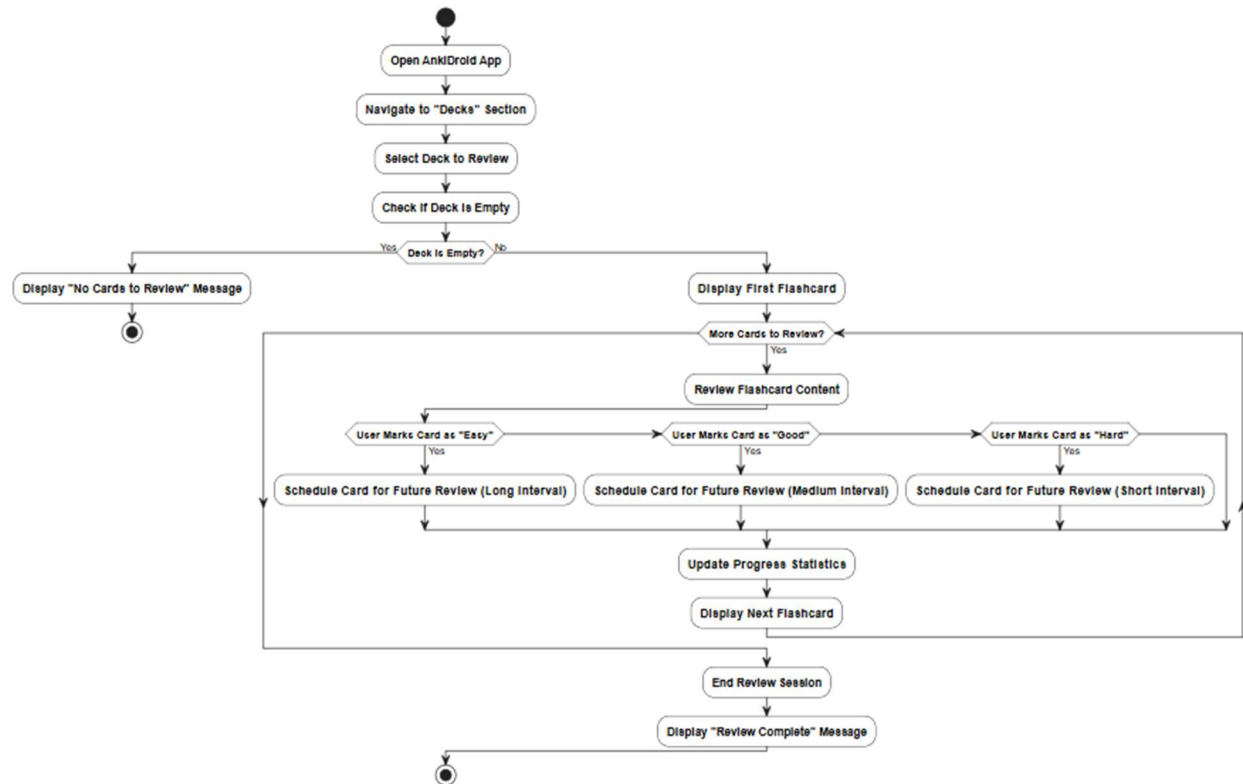 Open AnkiDroid App
Navigate to "Decks" Section
Select Deck to Review
Check if Deck is Empty
Yes
Deck is Empty?
No
Display "No Cards to Review" Message
Display First Flashcard
More Cards to Review?
Yes
Review Flashcard Content
User Marks Card as "Easy"
User Marks Card as "Good"
User Marks Card as "Hard"
Yes
Yes
Yes
Schedule Card for Future Review (Long Interval)
Schedule Card for Future Review (Medium Interval)
Schedule Card for Future Review (Short Interval)
Update Progress Statistics
Display Next Flashcard
End Review Session
Display "Review Complete" Message